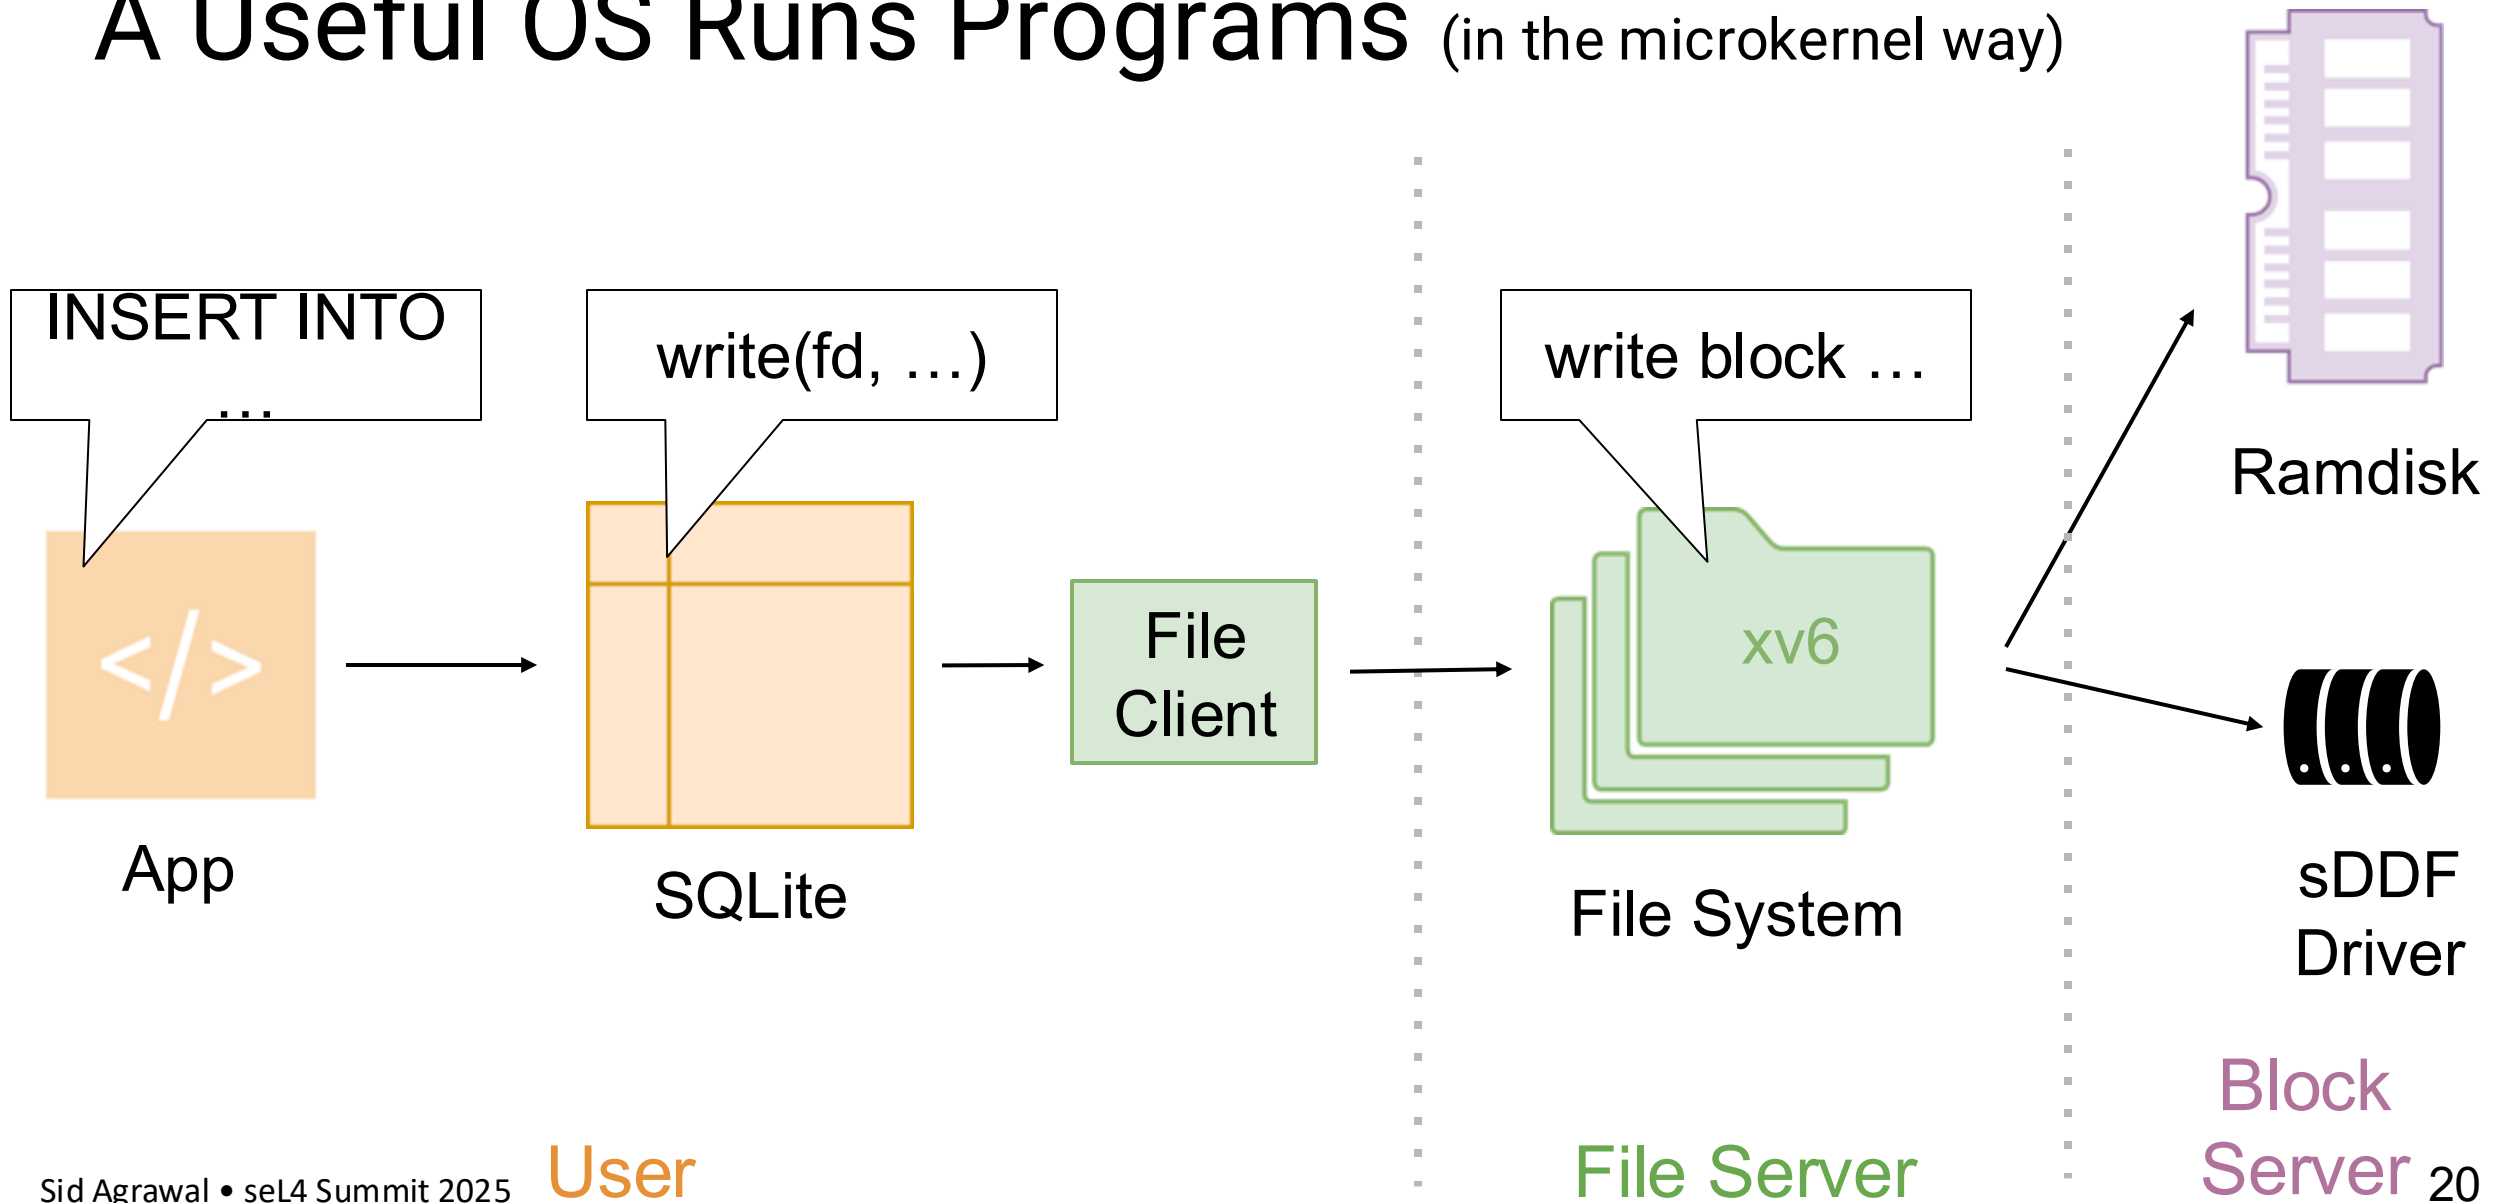 A Useful OS Runs Programs (in the microkernel way)
INSERT INTO
...
write(fd, ...)
write block ...
Ramdisk
</>
File
Client
xv6
App
SQLite
File System
sDDF
Driver
Block
Server
User
File Server
Sid Agrawal • seL4 Summit 2025
20